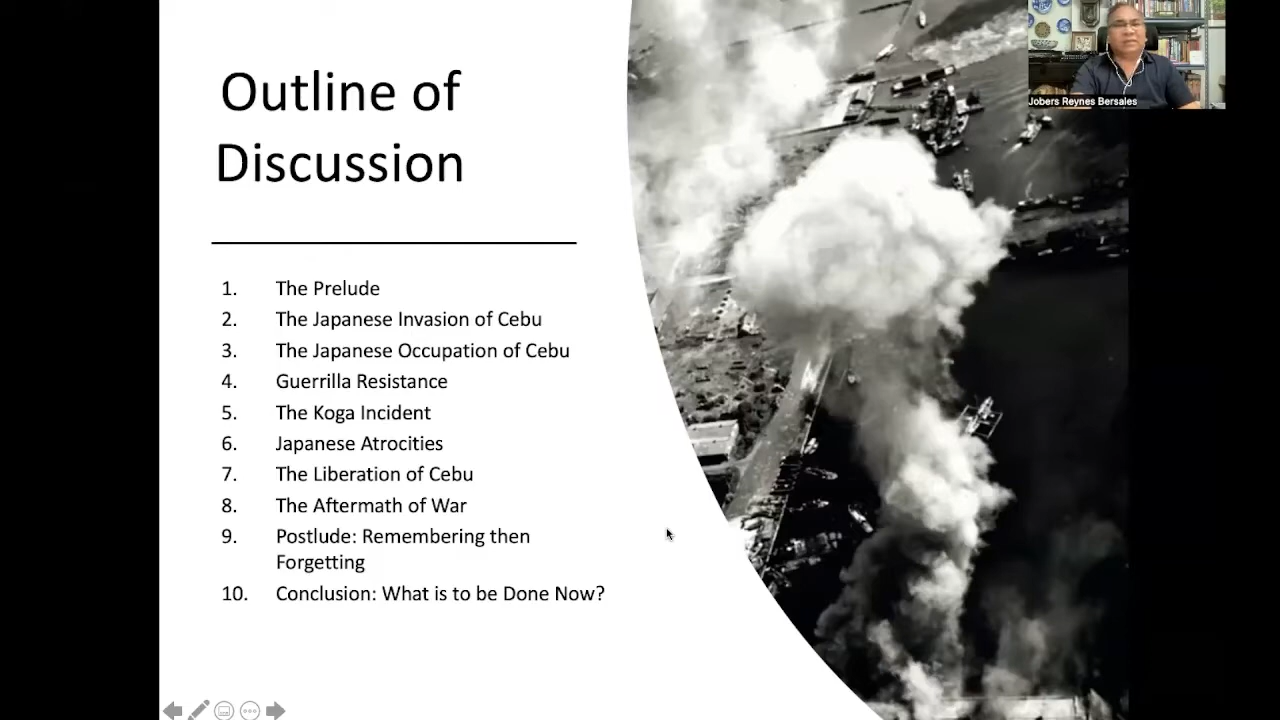 Outline of
Discussion
1. The Prelude
2. The Japanese Invasion of Cebu
3. The Japanese Occupation of Cebu
4. Guerrilla Resistance
5. The Koga Incident
6. Japanese Atrocities
7. The Liberation of Cebu
8. The Aftermath of War
9. Postlude: Remembering then
Forgetting
10. Conclusion: What is to be Done Now?
Jobers Reynes Bersales